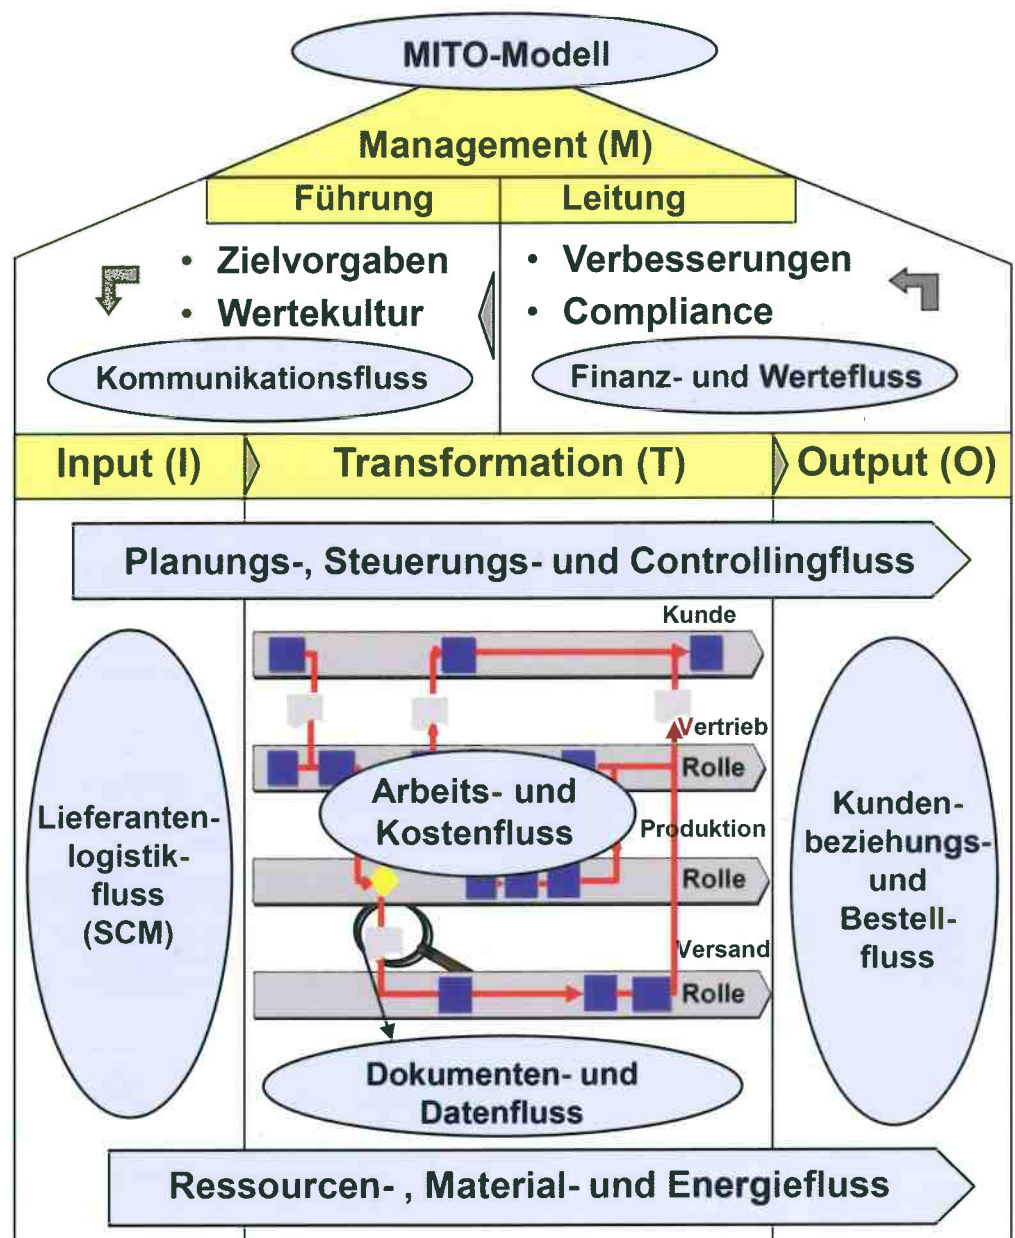 MITO-Modell
Management (M)
Führung
Leitung
• Zielvorgaben
• Wertekultur
• Verbesserungen
• Compliance
Kommunikationsfluss
Finanz- und Wertefluss
Input (I)
Transformation (T)
Output (O)
Planungs-, Steuerungs- und Controllingfluss
Kunde
Vertrieb
Rolle
Arbeits- und
Kostenfluss
Produktion
Rolle
Versand
Rolle
Lieferanten-
logistik-
fluss
(SCM)
Kunden-
beziehungs-
und
Bestell-
fluss
Dokumenten- und
Datenfluss
Ressourcen- , Material- und Energiefluss